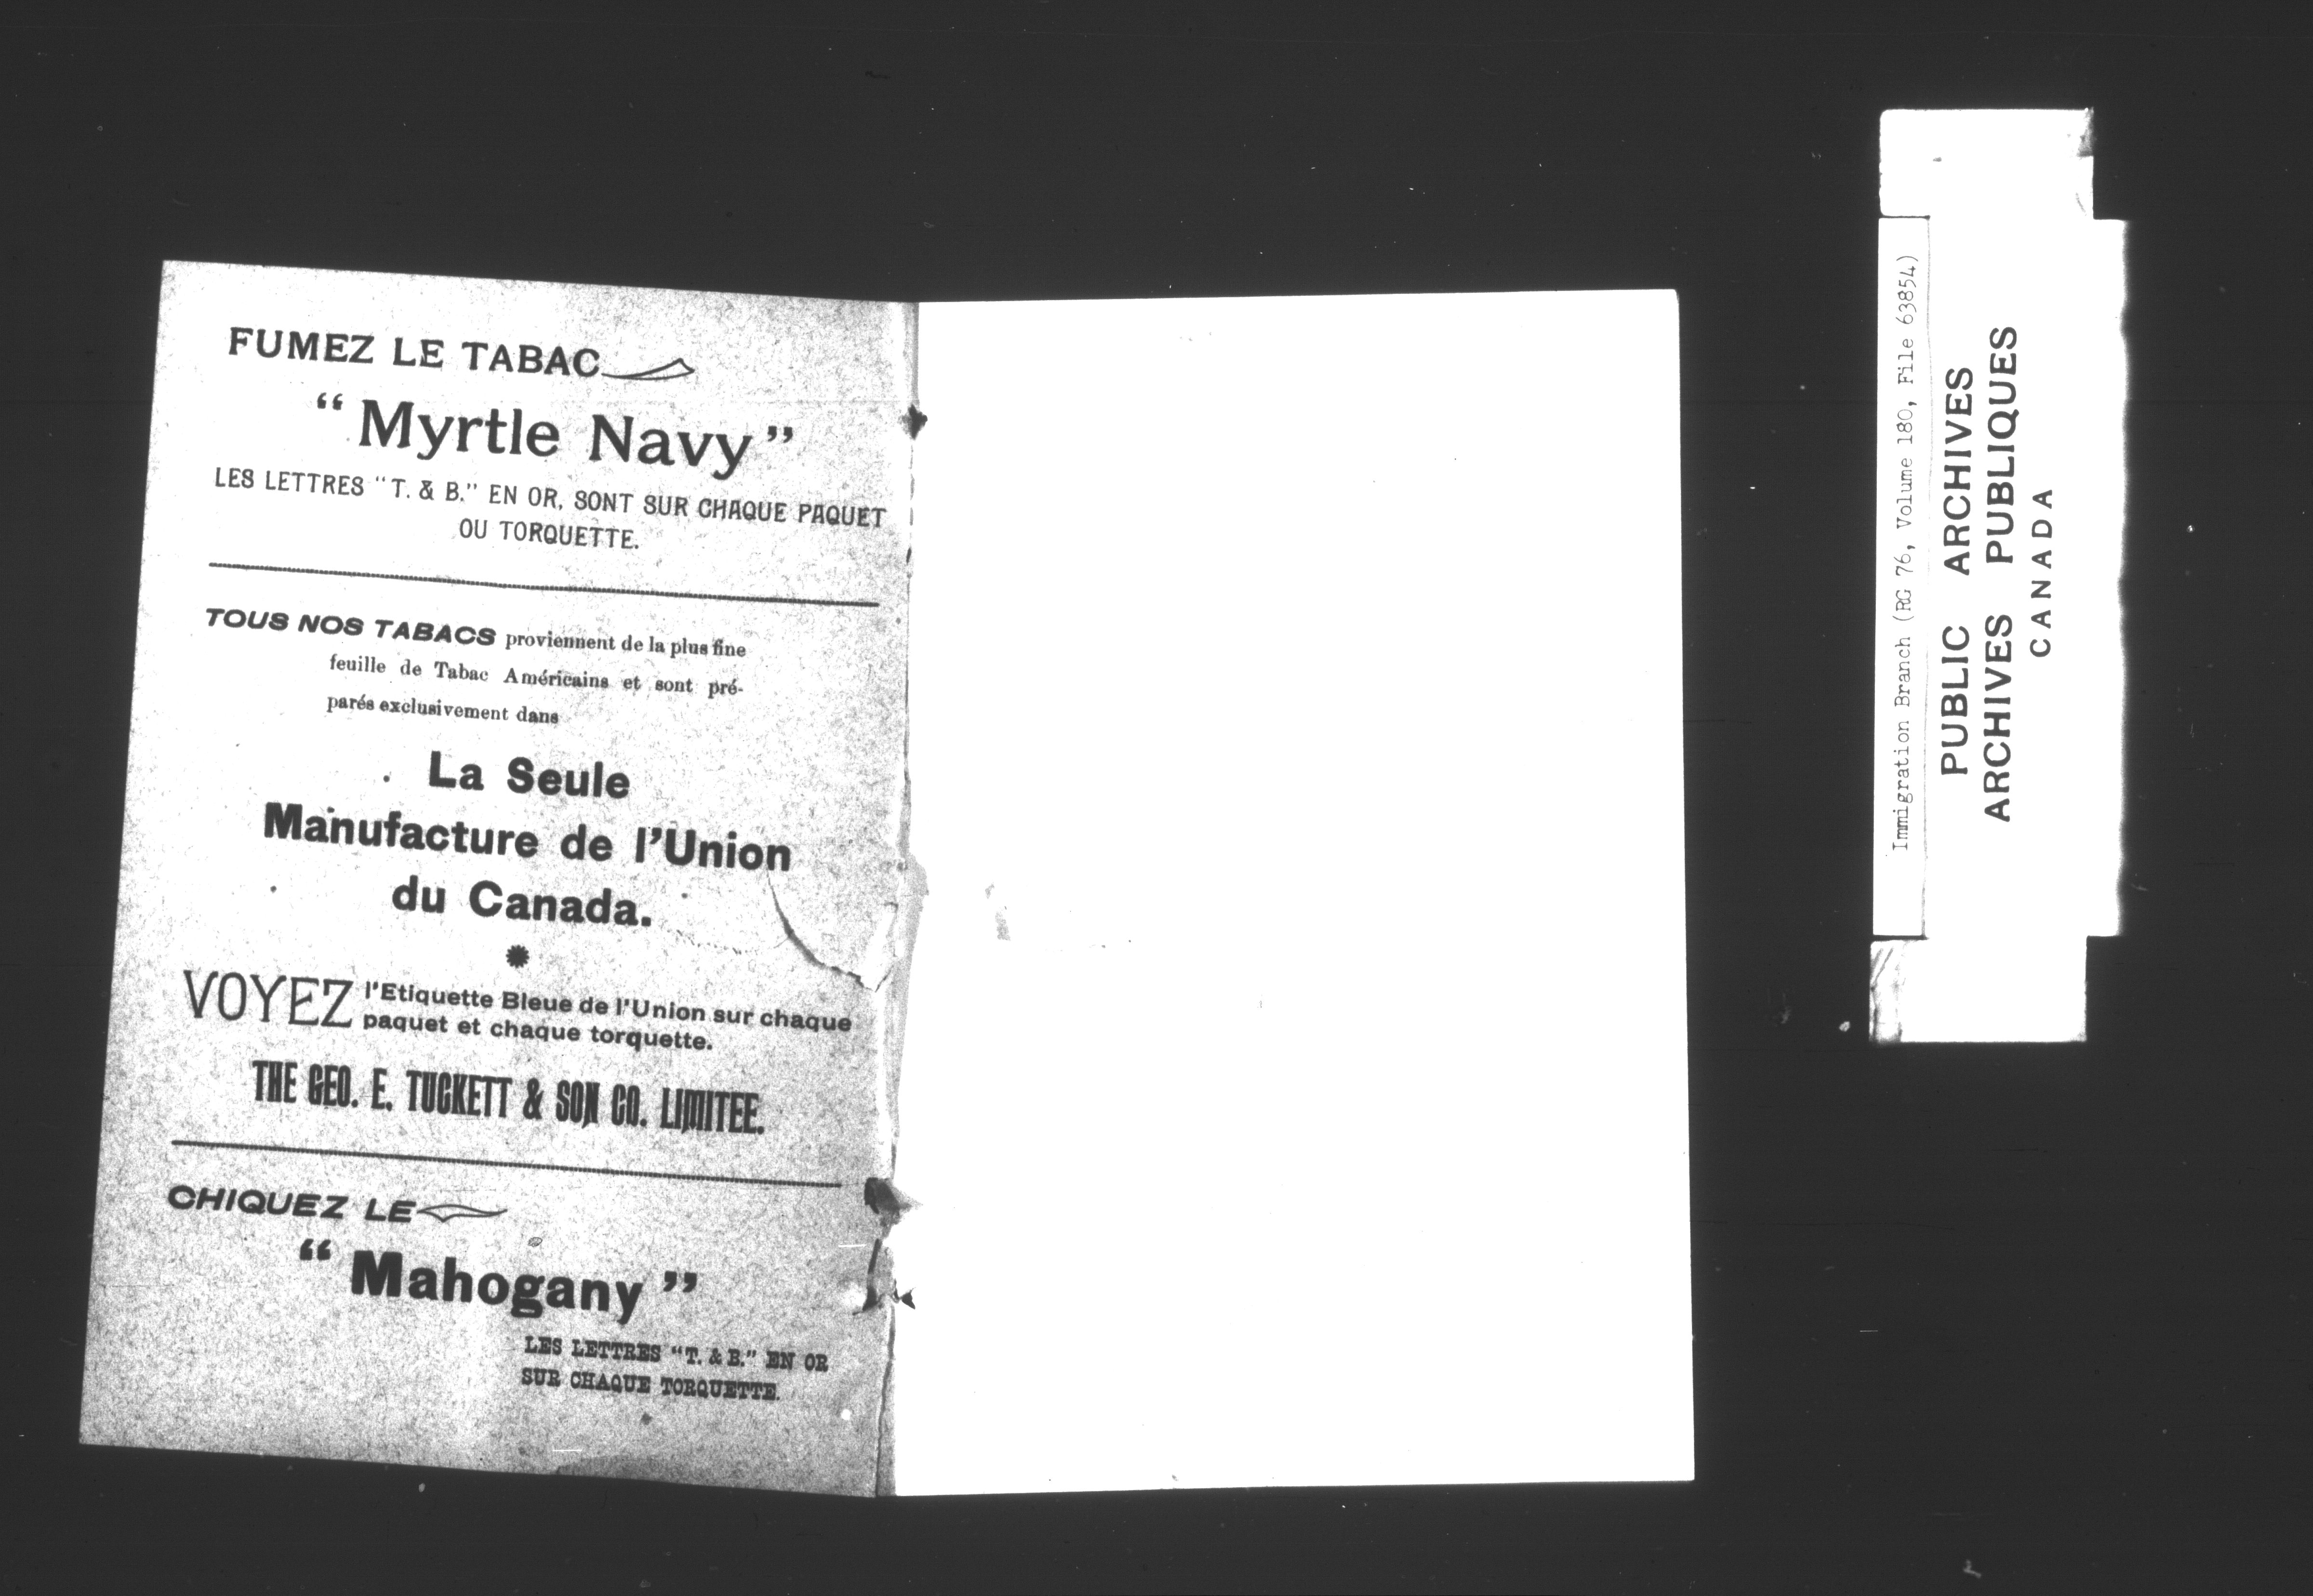 FUMEZ LE TABAC
“Myrtle Navy”
LES LETTRES “T. & B.” EN OR, SONT SUR CHAQUE PAQUET
OU TORQUETTE.
TOUS NOS TABACS proviennent de la plus fine
feuille de Tabac Américains et sont pré-
parés exclusivement dans
La Seule
Manufacture de l’Union
du Canada.
VOYEZ l’Etiquette Bleue de l’Union sur chaque
paquet et chaque torquette.
THE GEO. E. TUCKETT & SON CO. LIMITEE.
CHIQUEZ LE
“Mahogany”
LES LETTRES “T. & B.” EN OR
SUR CHAQUE TORQUETTE.
Immigration Branch (RG 76, Volume 180, File 63854)
PUBLIC ARCHIVES
ARCHIVES PUBLIQUES
CANADA